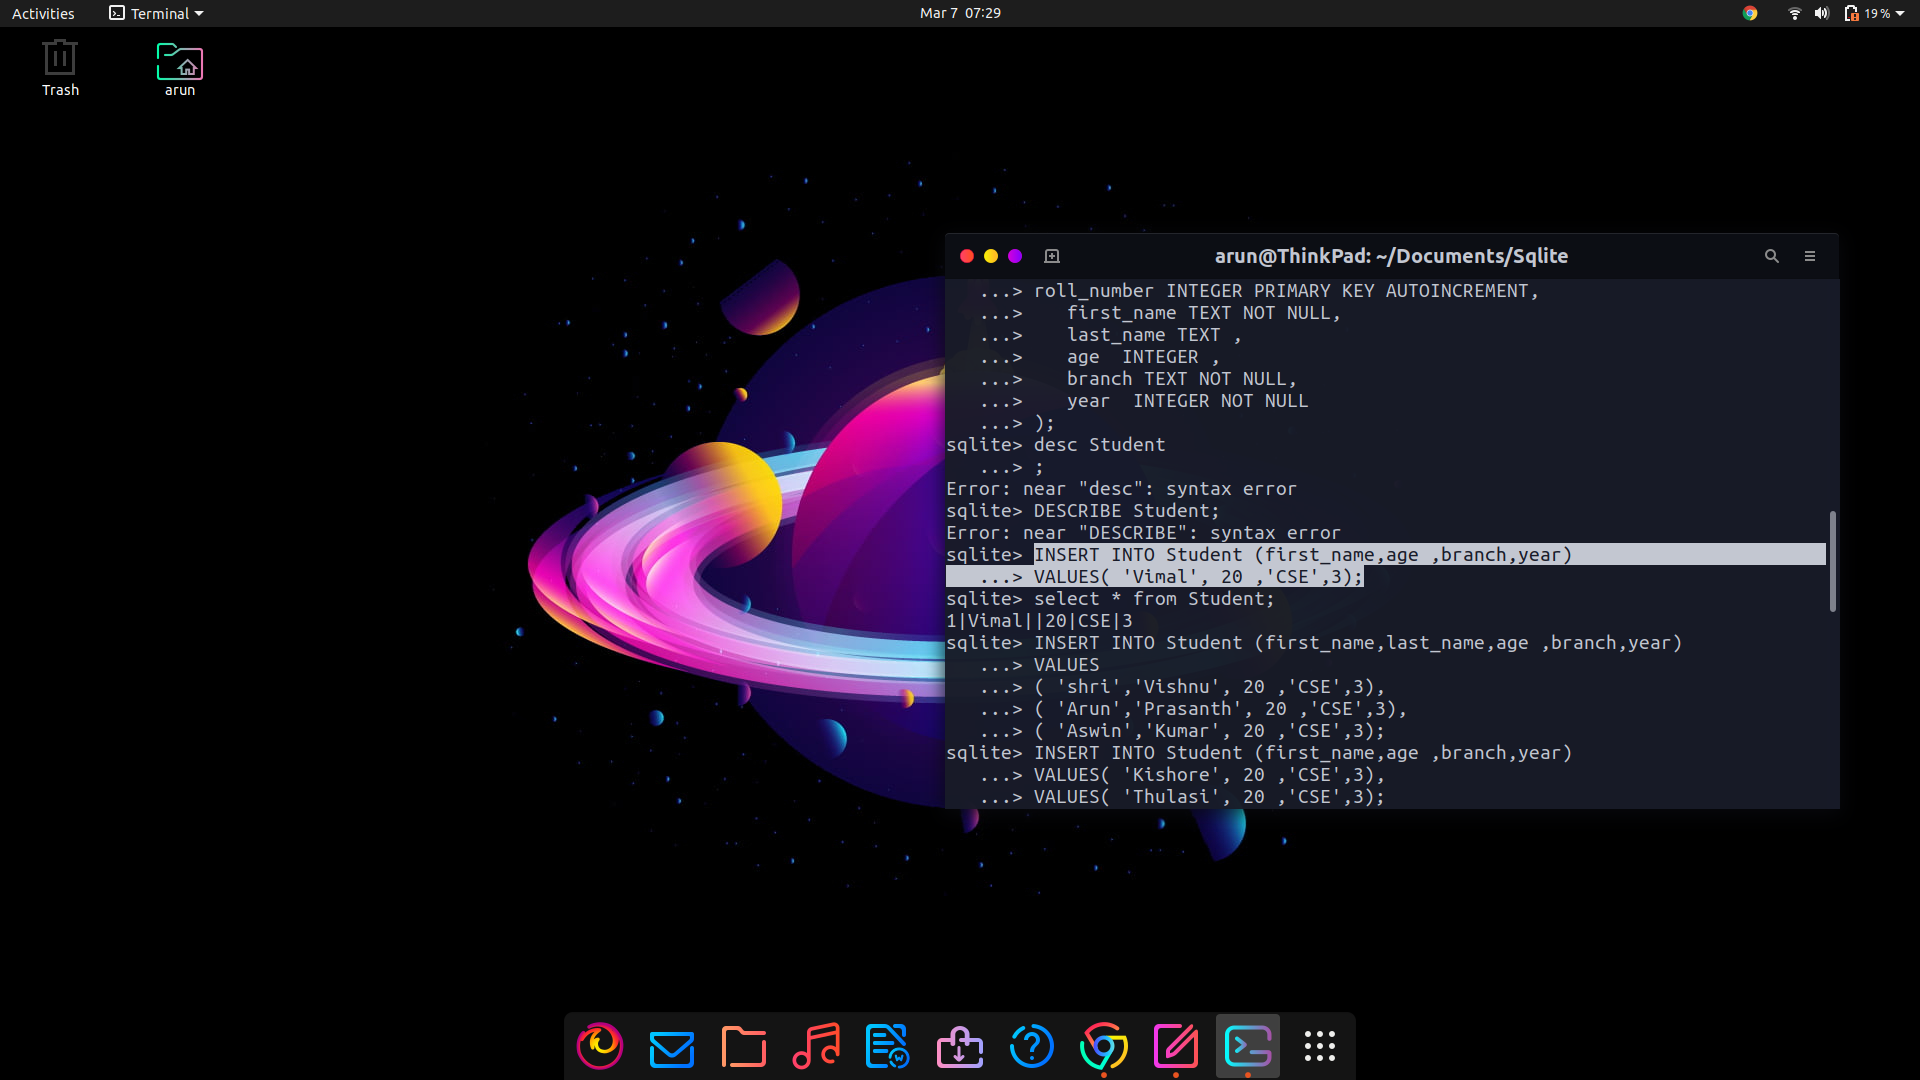 Activities
Terminal
Mar 7 07:29
19 %
Trash
arun
arun@ThinkPad: ~/Documents/Sqlite
...> roll_number INTEGER PRIMARY KEY AUTOINCREMENT,
...>    first_name TEXT NOT NULL,
...>    last_name TEXT ,
...>    age  INTEGER ,
...>    branch TEXT NOT NULL,
...>    year  INTEGER NOT NULL
...> );
sqlite> desc Student
...> ;
Error: near "desc": syntax error
sqlite> DESCRIBE Student;
Error: near "DESCRIBE": syntax error
sqlite> INSERT INTO Student (first_name,age ,branch,year)
...> VALUES( 'Vimal', 20 ,'CSE',3);
sqlite> select * from Student;
1|Vimal||20|CSE|3
sqlite> INSERT INTO Student (first_name,last_name,age ,branch,year)
...> VALUES
...> ( 'shri','Vishnu', 20 ,'CSE',3),
...> ( 'Arun','Prasanth', 20 ,'CSE',3),
...> ( 'Aswin','Kumar', 20 ,'CSE',3);
sqlite> INSERT INTO Student (first_name,age ,branch,year)
...> VALUES( 'Kishore', 20 ,'CSE',3),
...> VALUES( 'Thulasi', 20 ,'CSE',3);